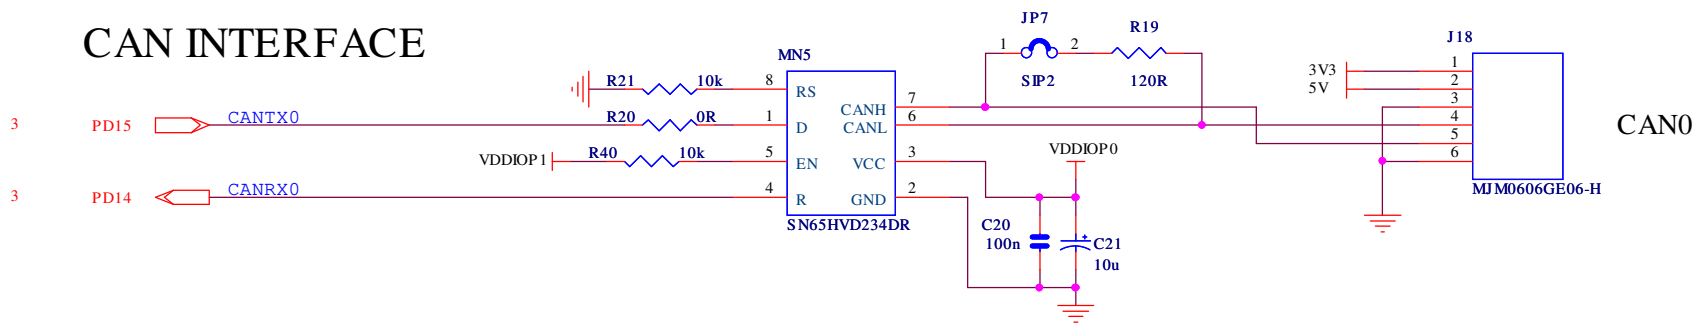 CAN INTERFACE
JP7
R19
J18
1
2
MN5
SIP2
120R
3V3
5V
1
2
3
4
5
6
MJM0606GE06-H
CAN0
R21
10k
8
RS
3
PD15
CANTX0
R20
0R
1
D
VDDIOP1
R40
10k
5
EN
3
PD14
CANRX0
4
R
7
CANH
6
CANL
3
VCC
2
GND
SN65HVD234DR
VDDIOP0
C20
100n
+
C21
10u